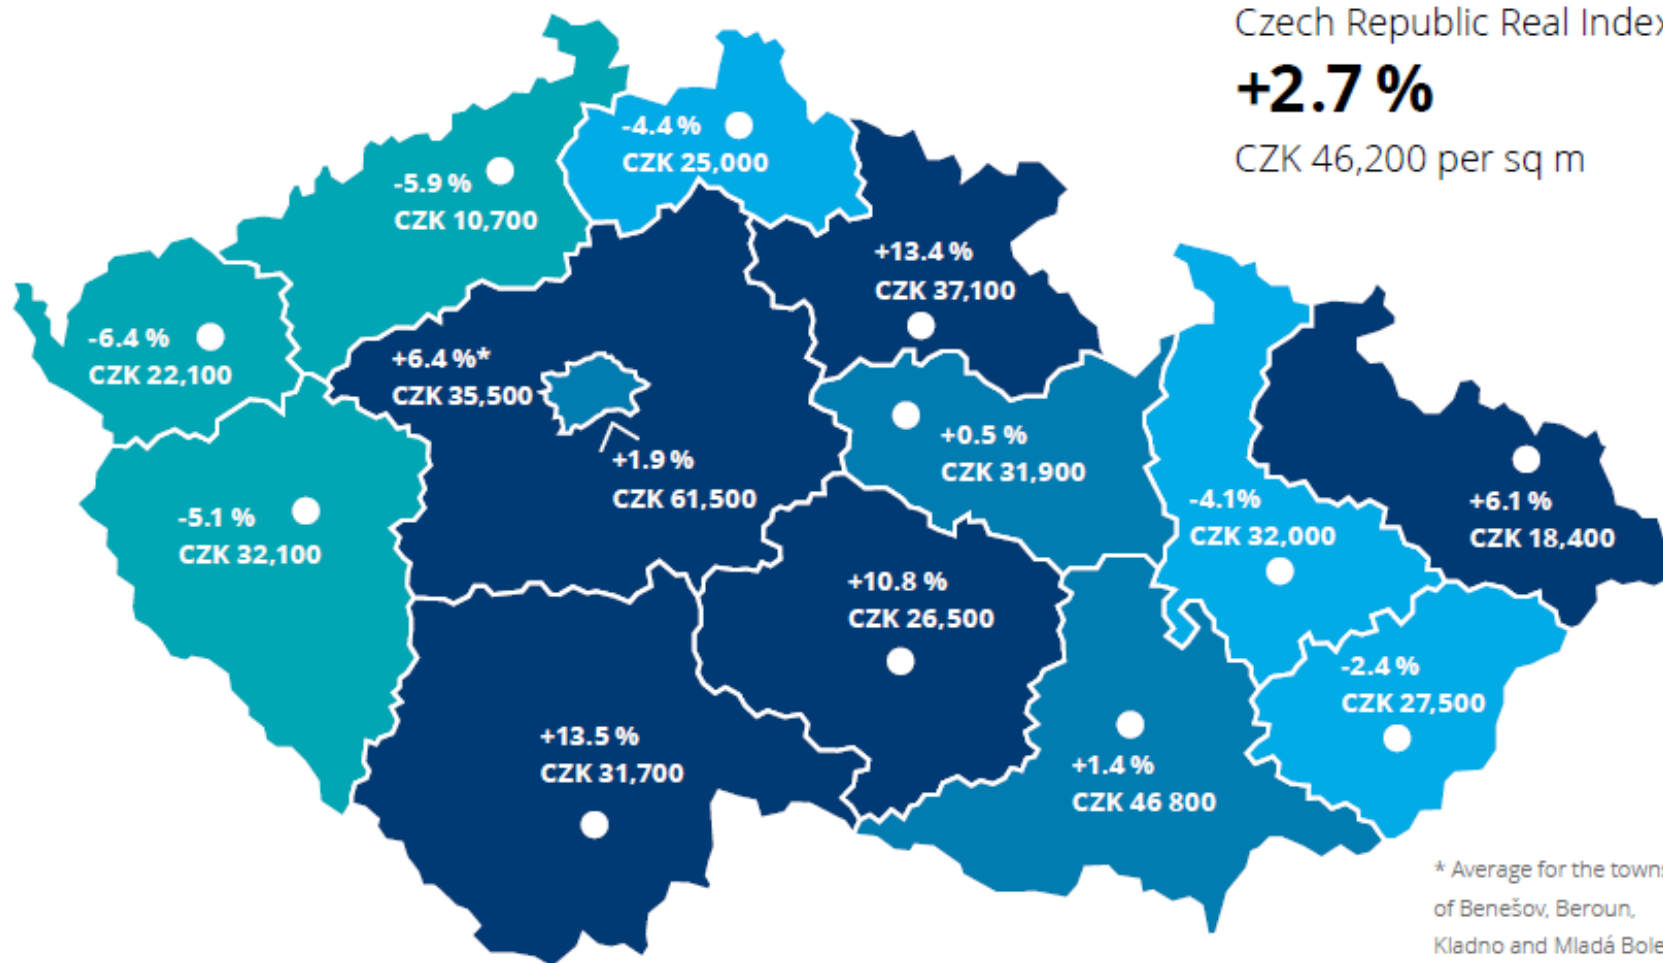 Czech Republic Real Index
+2.7 %
CZK 46,200 per sq m
-4.4 %
CZK 25,000
-5.9 %
CZK 10,700
+13.4 %
CZK 37,100
-6.4 %
CZK 22,100
+6.4 %*
CZK 35,500
+1.9 %
CZK 61,500
+0.5 %
CZK 31,900
-4.1%
CZK 32,000
+6.1 %
CZK 18,400
-5.1 %
CZK 32,100
+10.8 %
CZK 26,500
-2.4 %
CZK 27,500
+13.5 %
CZK 31,700
+1.4 %
CZK 46 800
* Average for the towns
of Benešov, Beroun,
Kladno and Mladá Bole